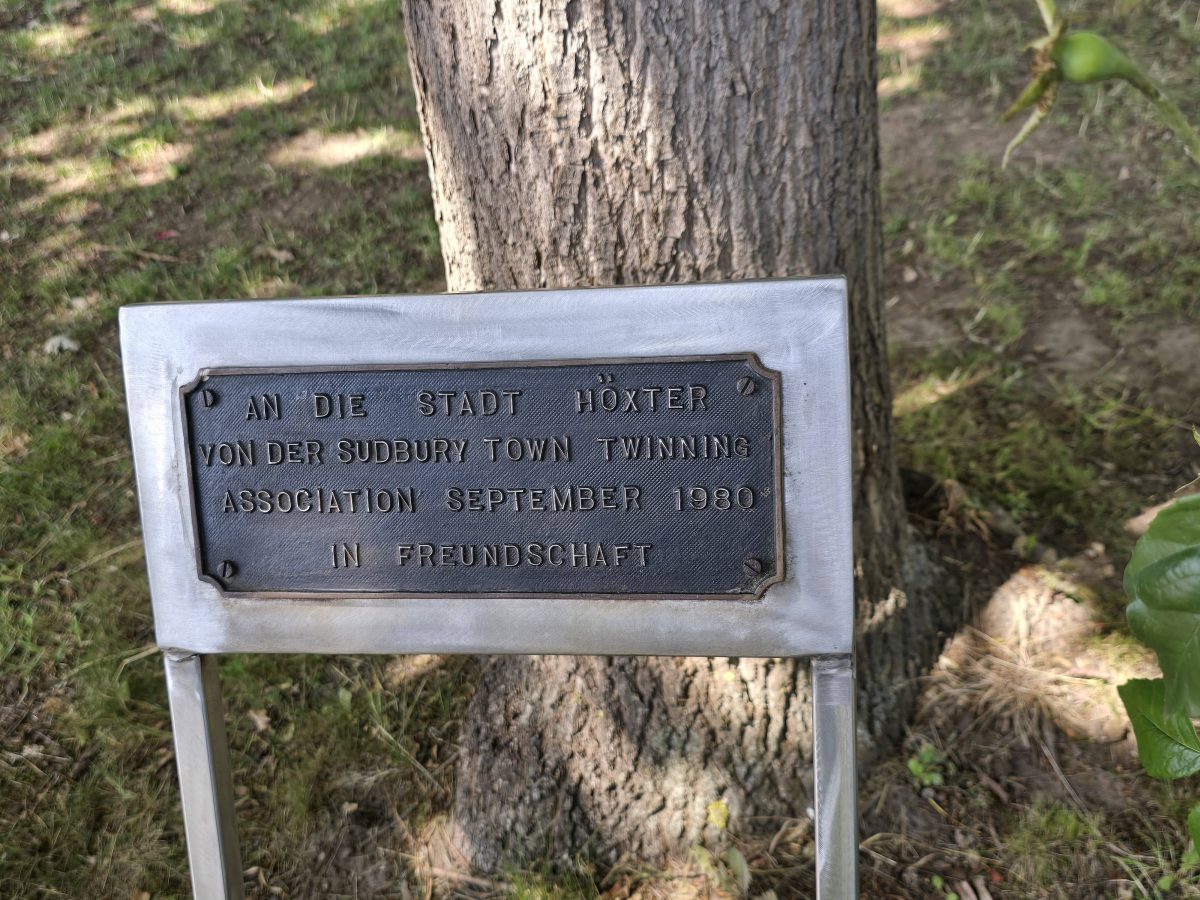 AN DIE STADT HÖXTER
VON DER SUDBURY TOWN TWINNING
ASSOCIATION SEPTEMBER 1980
IN FREUNDSCHAFT